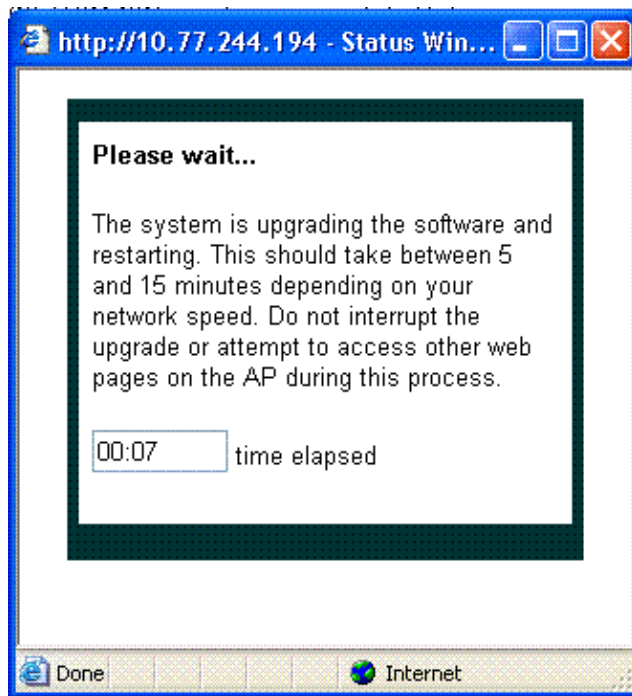 http://10.77.244.194 - Status Win...
Please wait...
The system is upgrading the software and
restarting. This should take between 5
and 15 minutes depending on your
network speed. Do not interrupt the
upgrade or attempt to access other web
pages on the AP during this process.
00:07 time elapsed
Done Internet